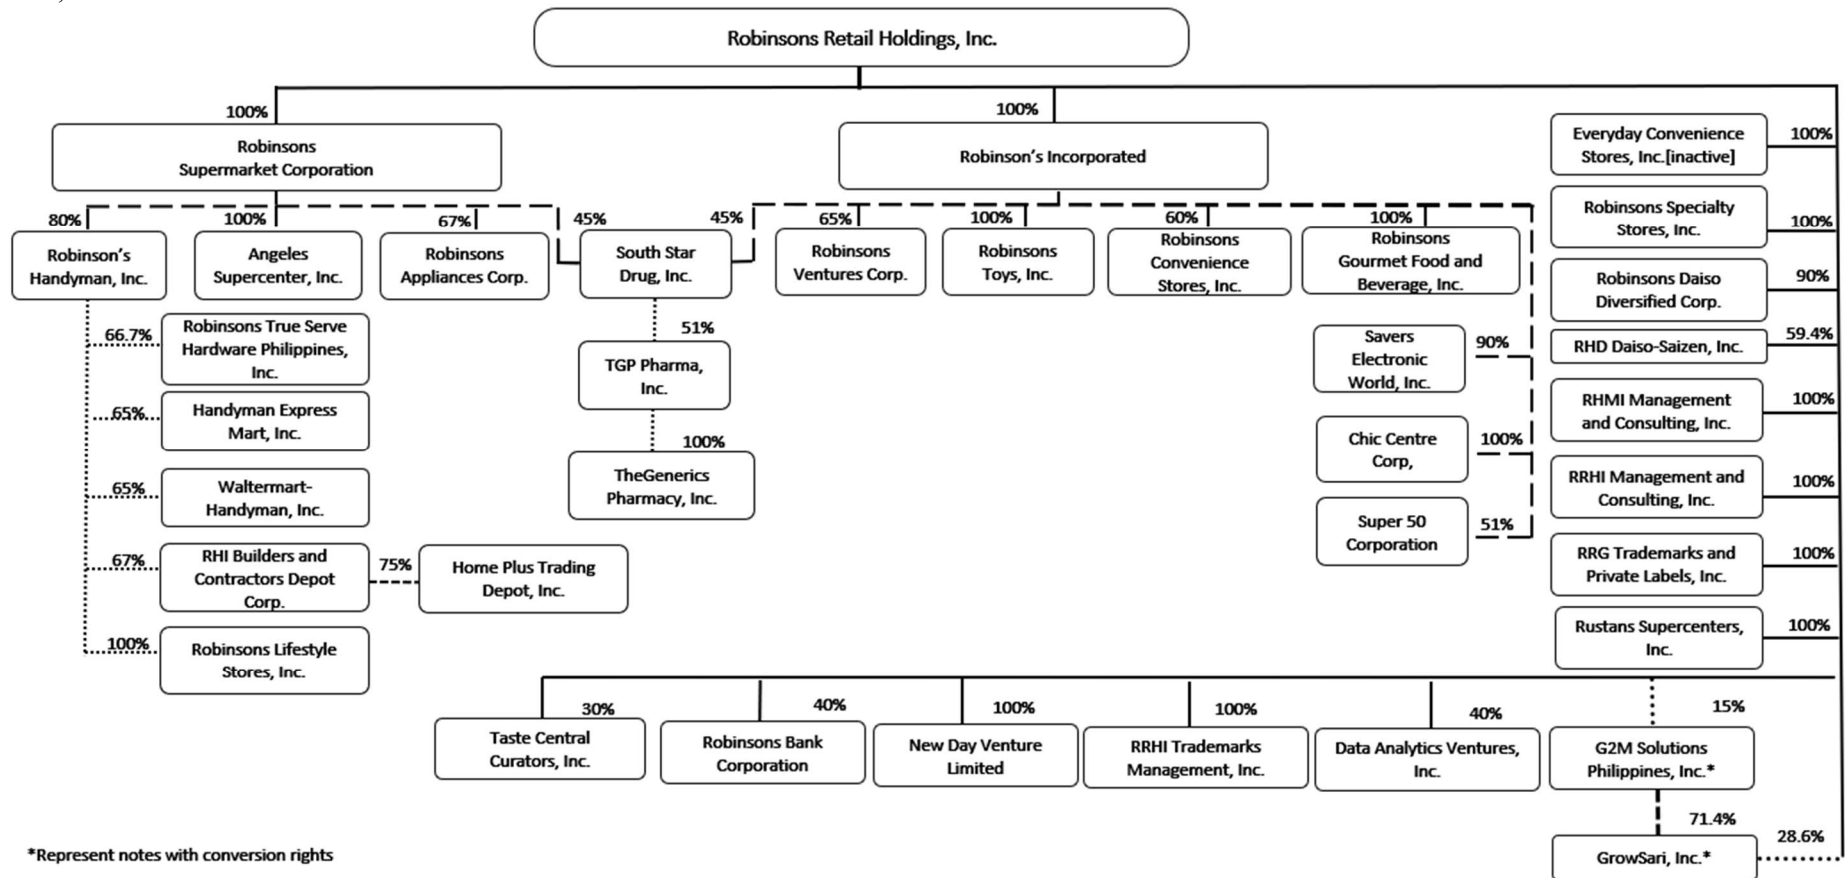 Robinsons Retail Holdings, Inc.
100%
100%
Robinsons
Supermarket Corporation
Robinson's Incorporated
Everyday Convenience
Stores, Inc.[inactive]
100%
Robinsons Specialty
Stores, Inc.
100%
Robinsons Daiso
Diversified Corp.
90%
RHD Daiso-Saizen, Inc.
59.4%
RHMI Management
and Consulting, Inc.
100%
RRHI Management and
Consulting, Inc.
100%
RRG Trademarks and
Private Labels, Inc.
100%
Rustans Supercenters,
Inc.
100%
80%
Robinson's
Handyman, Inc.
100%
Angeles
Supercenter, Inc.
67%
Robinsons
Appliances Corp.
45%
45%
South Star
Drug, Inc.
65%
Robinsons
Ventures Corp.
100%
Robinsons
Toys, Inc.
60%
Robinsons
Convenience
Stores, Inc.
100%
Robinsons
Gourmet Food and
Beverage, Inc.
66.7%
Robinsons True Serve
Hardware Philippines,
Inc.
65%
Handyman Express
Mart, Inc.
65%
Waltermart-
Handyman, Inc.
67%
RHI Builders and
Contractors Depot
Corp.
75%
Home Plus Trading
Depot, Inc.
100%
Robinsons Lifestyle
Stores, Inc.
51%
TGP Pharma,
Inc.
100%
TheGenerics
Pharmacy, Inc.
Savers
Electronic
World, Inc.
90%
Chic Centre
Corp,
100%
Super 50
Corporation
51%
30%
Taste Central
Curators, Inc.
40%
Robinsons Bank
Corporation
100%
New Day Venture
Limited
100%
RRHI Trademarks
Management, Inc.
40%
Data Analytics Ventures,
Inc.
15%
G2M Solutions
Philippines, Inc.*
71.4%
28.6%
GrowSari, Inc.*
*Represent notes with conversion rights